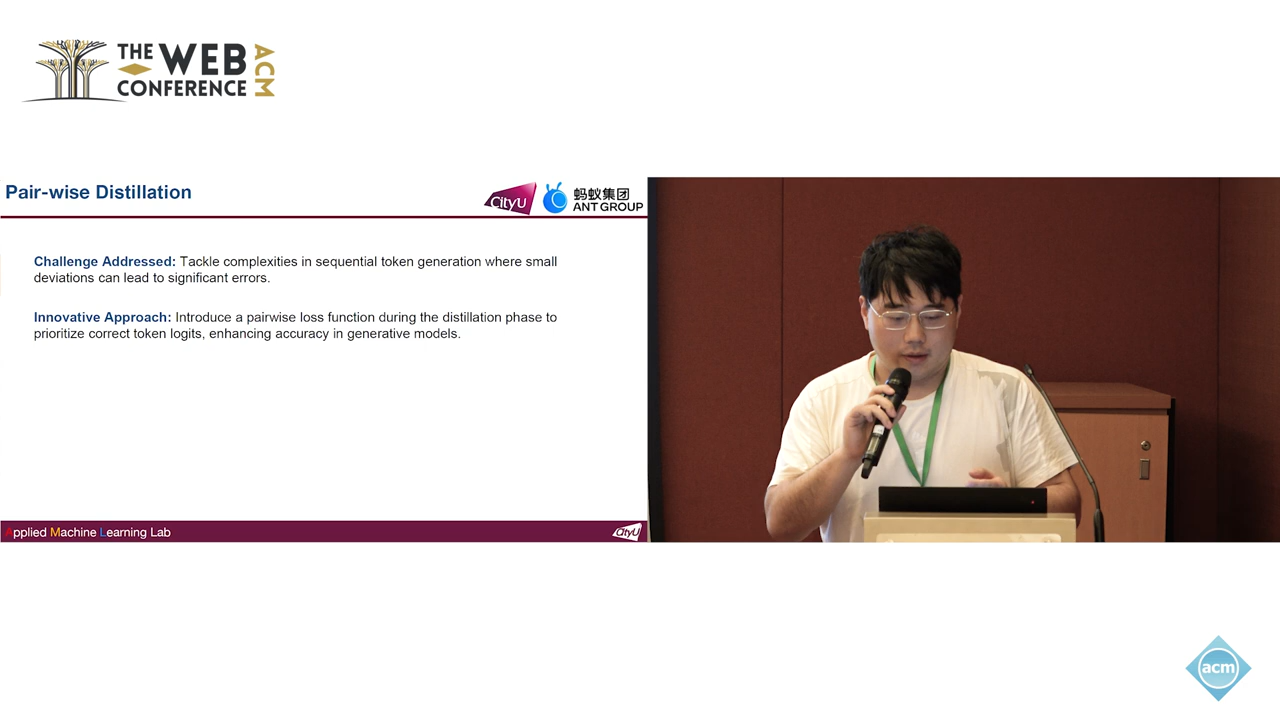 THE WEB
CONFERENCE
ACM
Pair-wise Distillation
CityU
蚂蚁集团
ANT GROUP
Challenge Addressed: Tackle complexities in sequential token generation where small
deviations can lead to significant errors.
Innovative Approach: Introduce a pairwise loss function during the distillation phase to
prioritize correct token logits, enhancing accuracy in generative models.
Applied Machine Learning Lab
CityU
acm